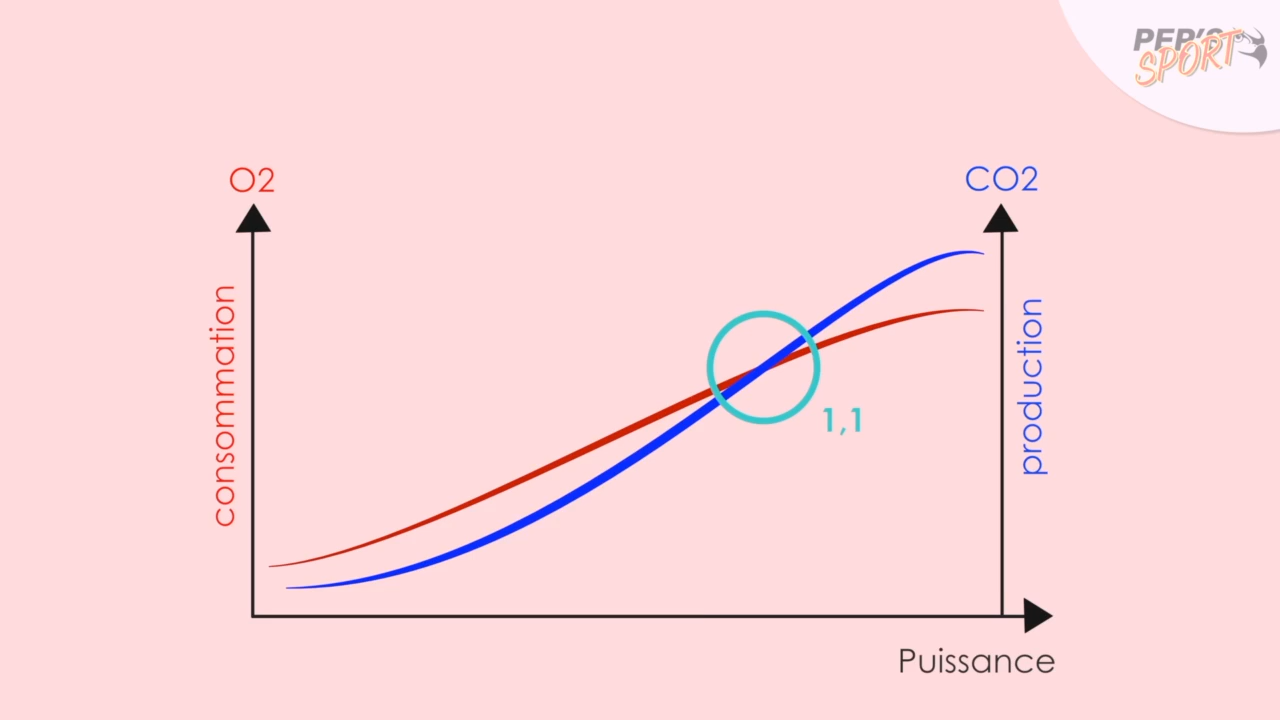 PEP'S
SPORT
O2
CO2
consommation
production
1,1
Puissance